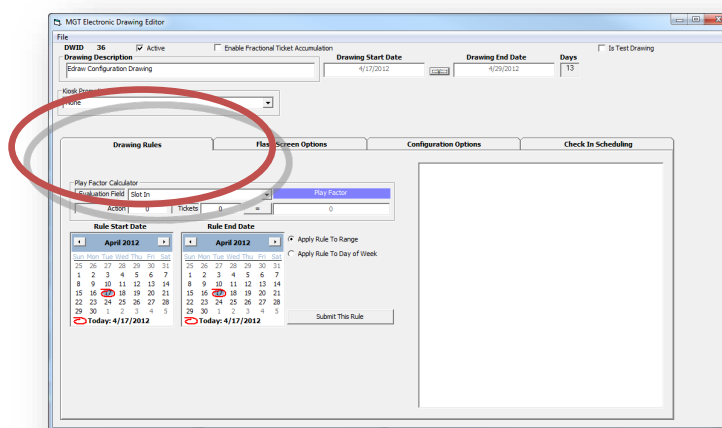 MGT Electronic Drawing Editor
File
DWID 36 Active Enable Fractional Ticket Accumulation Is Test Drawing
Drawing Description Drawing Start Date Drawing End Date Days
Edraw Configuration Drawing 4/17/2012 4/29/2012 13
Kiosk
None
Drawing Rules Flash Screen Options Configuration Options Check In Scheduling
Play Factor Calculator
Evaluation Field Slot In Play Factor
Action 0 Tickets 0 = 0
Rule Start Date Rule End Date
April 2012 April 2012 Apply Rule To Range
Sun Mon Tue Wed Thu Fri Sat Sun Mon Tue Wed Thu Fri Sat Apply Rule To Day of Week
25 26 27 28 29 30 31 25 26 27 28 29 30 31
1 2 3 4 5 6 7 1 2 3 4 5 6 7
8 9 10 11 12 13 14 8 9 10 11 12 13 14
15 16 17 18 19 20 21 15 16 17 18 19 20 21
22 23 24 25 26 27 28 22 23 24 25 26 27 28
29 30 1 2 3 4 5 29 30 1 2 3 4 5 Submit This Rule
Today: 4/17/2012 Today: 4/17/2012